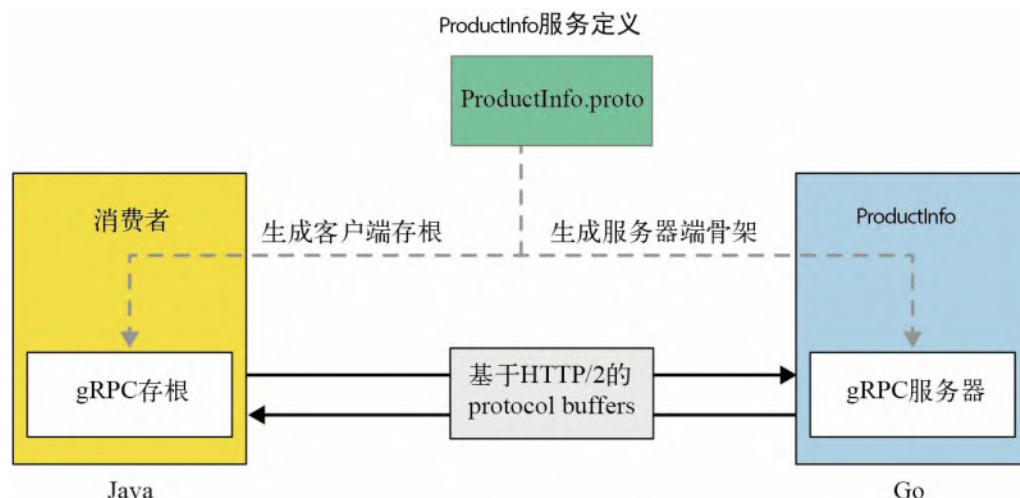 ProductInfo服务定义
ProductInfo.proto
消费者
ProductInfo
生成客户端存根
生成服务器端骨架
gRPC存根
基于HTTP/2的
protocol buffers
gRPC服务器
Java
Go